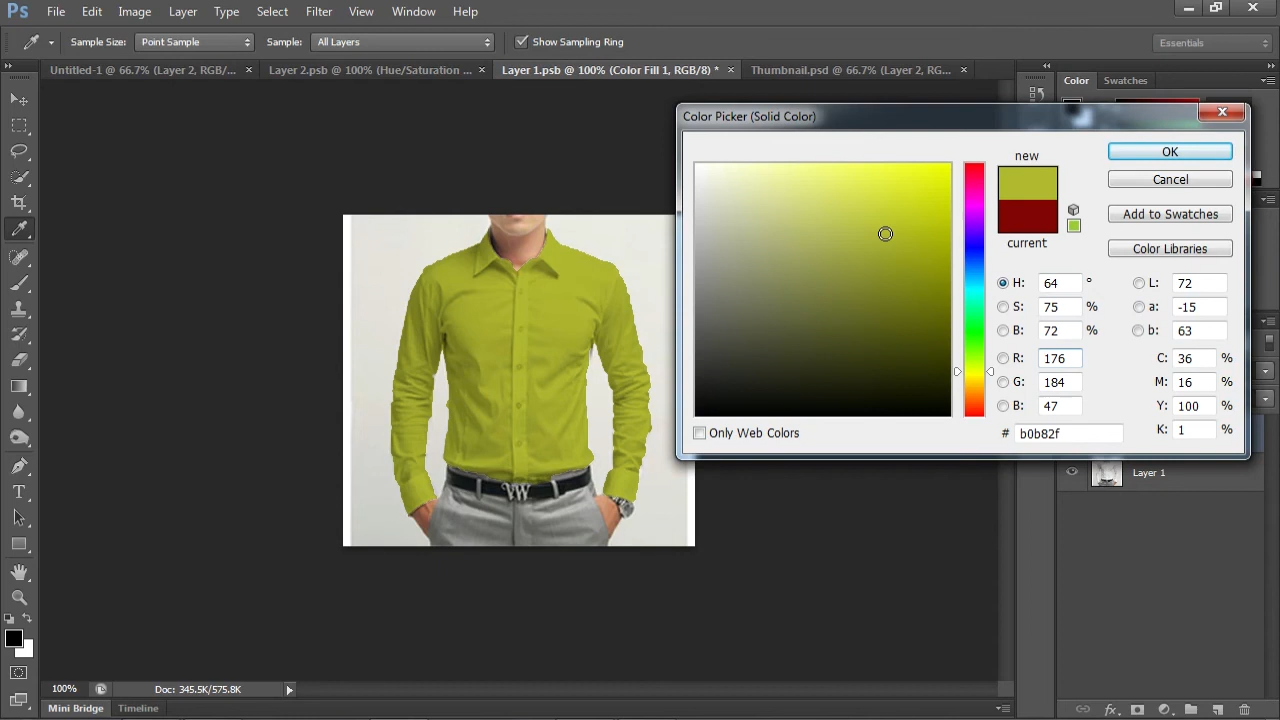 Ps File Edit Image Layer Type Select Filter View Window Help
Sample Size: Point Sample Sample: All Layers Show Sampling Ring Essentials
Untitled-1 @ 66.7% (Layer 2, RGB/... Layer 2.psb @ 100% (Hue/Saturation ... Layer 1.psb @ 100% (Color Fill 1, RGB/8) * Thumbnail.psd @ 66.7% (Layer 2, RG...
Color Swatches
Color Picker (Solid Color)
new
current
OK
Cancel
Add to Swatches
Color Libraries
H: 64 ° L: 72
S: 75 % a: -15
B: 72 % b: 63
R: 176 C: 36 %
G: 184 M: 16 %
B: 47 Y: 100 %
# b0b82f K: 1 %
Only Web Colors
Layer 1
W
T
100% Doc: 345.5K/575.8K
Mini Bridge Timeline
fx